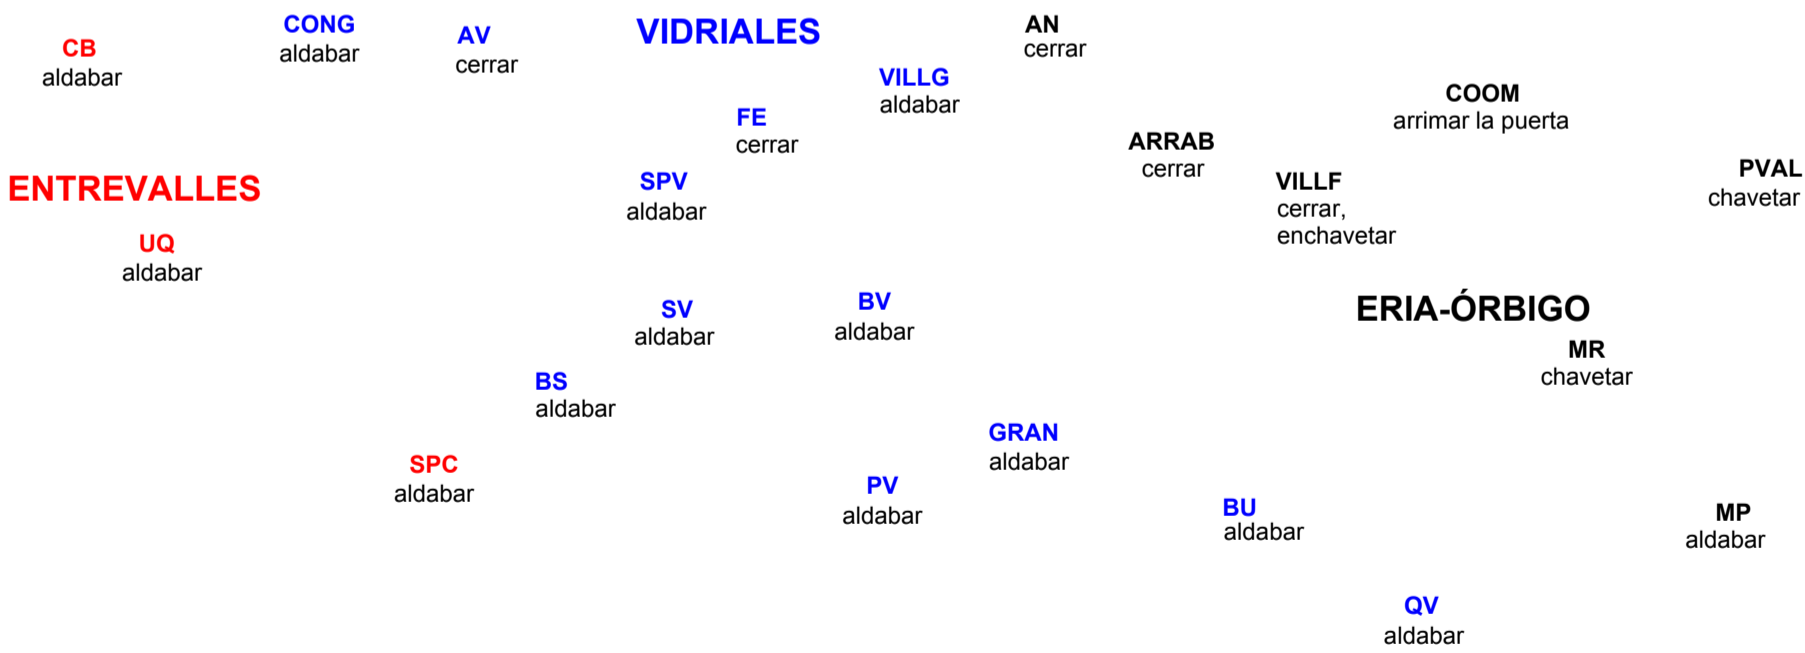 CONG
aldabar
AV
cerrar
VIDRIALES
AN
cerrar
CB
aldabar
VILLG
aldabar
COOM
arrimar la puerta
FE
cerrar
ARRAB
cerrar
PVAL
chavetar
ENTREVALLES
SPV
aldabar
VILLF
cerrar,
enchavetar
UQ
aldabar
SV
aldabar
BV
aldabar
ERIA-ÓRBIGO
MR
chavetar
BS
aldabar
GRAN
aldabar
SPC
aldabar
PV
aldabar
BU
aldabar
MP
aldabar
QV
aldabar